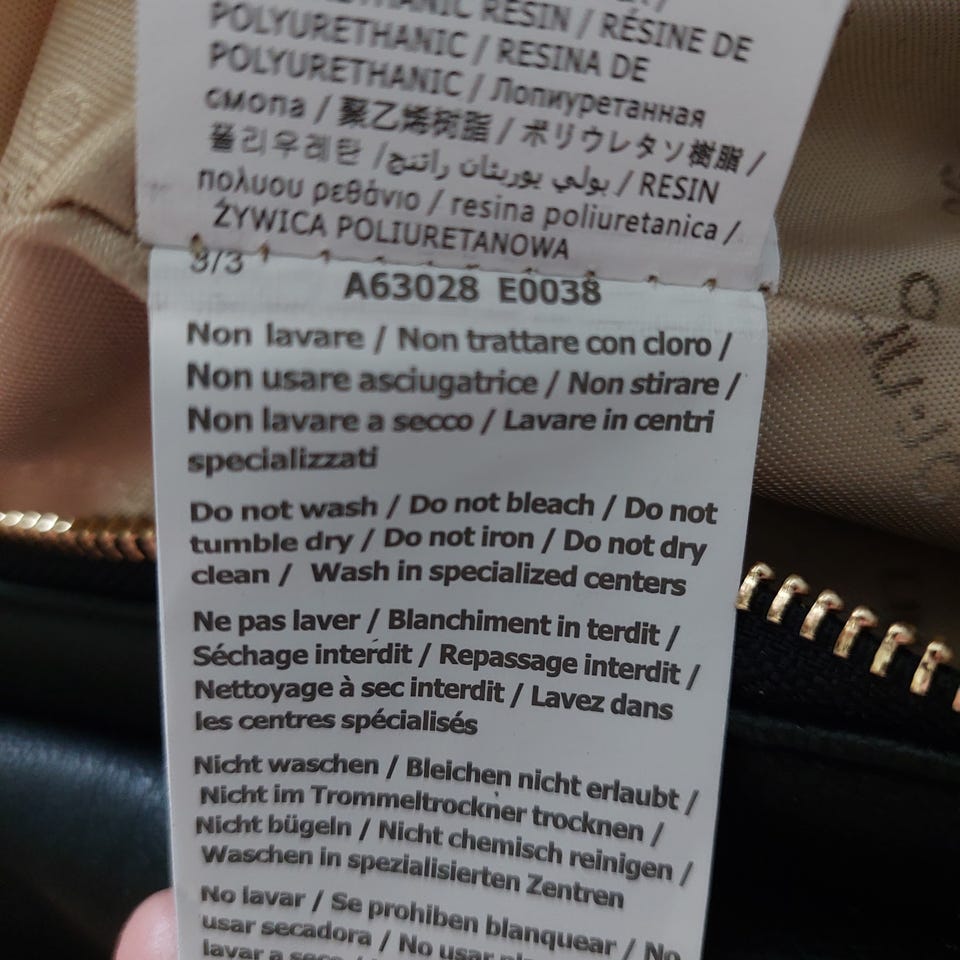 RESIN / RÉSINE DE
POLYURETHANIC / RESINA DE
POLYURETHANIC / Лопиуретанная
смопа / 聚乙烯树脂 / ポリウレタソ樹脂 /
폴리우레탄 / بولي يوريثان راتنج / RESIN
πολυου ρεθάνιο / resina poliuretanica /
ŻYWICA POLIURETANOWA
3/3
A63028 E0038
Non lavare / Non trattare con cloro /
Non usare asciugatrice / Non stirare /
Non lavare a secco / Lavare in centri
specializzati
Do not wash / Do not bleach / Do not
tumble dry / Do not iron / Do not dry
clean / Wash in specialized centers
Ne pas laver / Blanchiment in terdit /
Séchage interdit / Repassage interdit /
Nettoyage à sec interdit / Lavez dans
les centres spécialisés
Nicht waschen / Bleichen nicht erlaubt /
Nicht im Trommeltrockner trocknen /
Nicht bügeln / Nicht chemisch reinigen /
Waschen in spezialisierten Zentren
No lavar / Se prohiben blanquear / No
usar secadora / No usar
lavar a seco